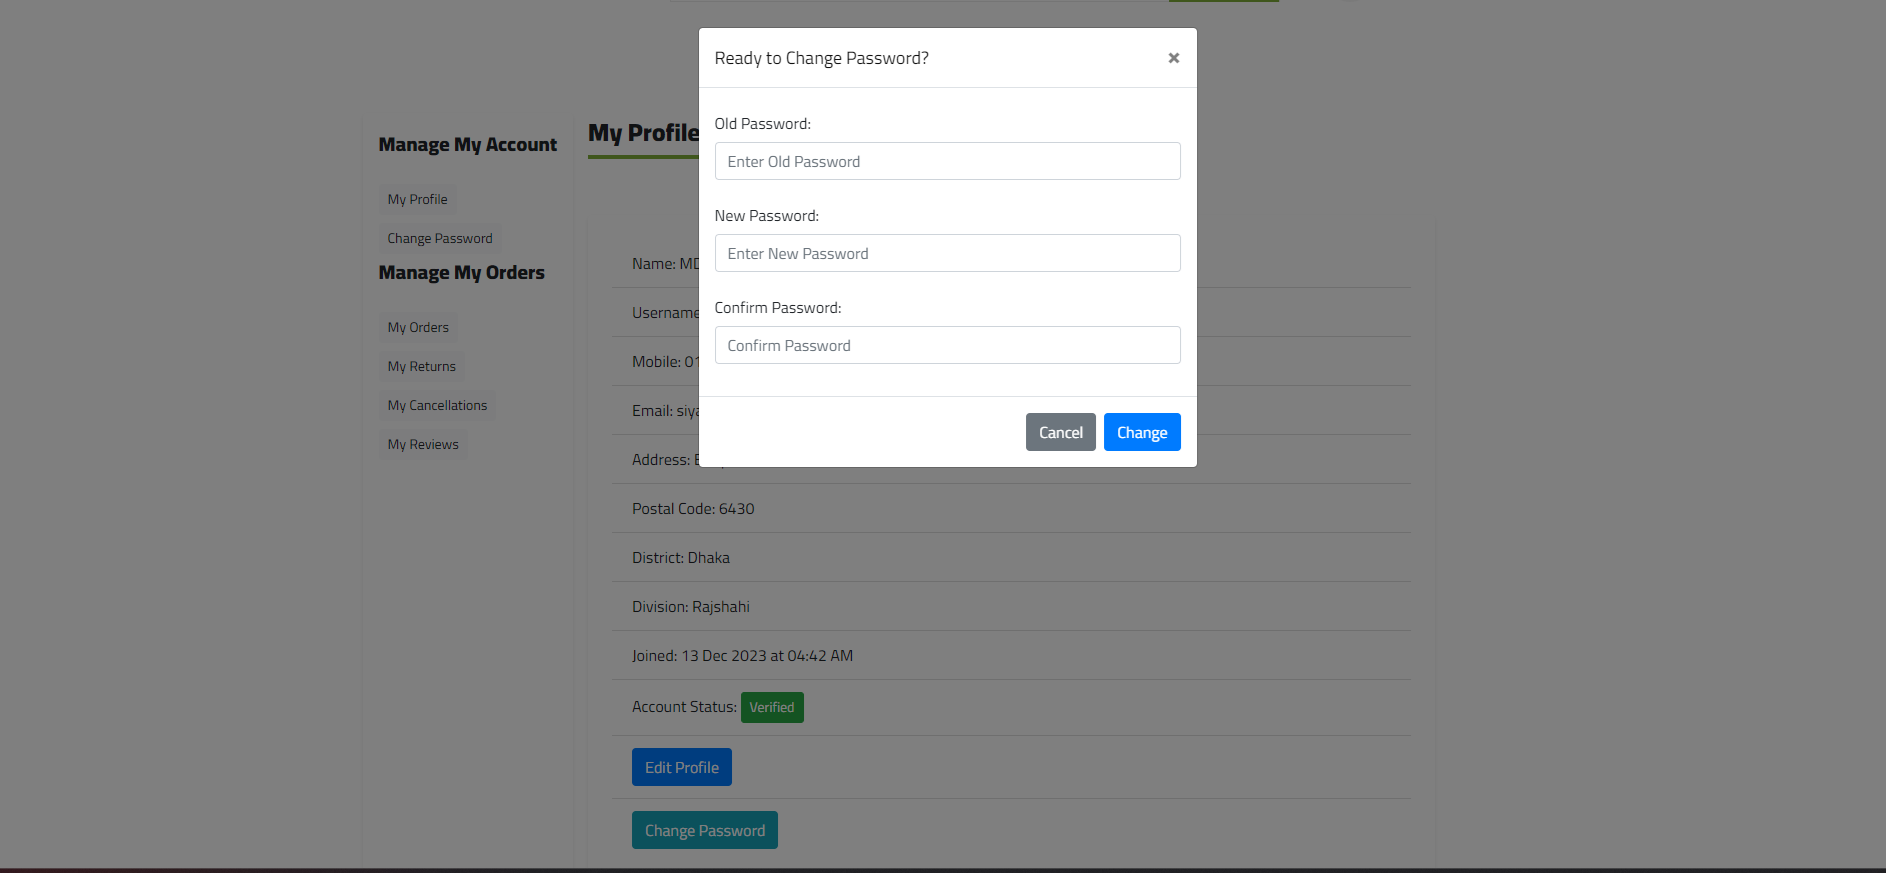 Ready to Change Password?
×
Old Password:
Enter Old Password
New Password:
Enter New Password
Confirm Password:
Confirm Password
Cancel
Change
Manage My Account
My Profile
Change Password
Manage My Orders
My Orders
My Returns
My Cancellations
My Reviews
My Profile
Name: MD
Username
Mobile: 01
Email: siya
Address:
Postal Code: 6430
District: Dhaka
Division: Rajshahi
Joined: 13 Dec 2023 at 04:42 AM
Account Status: Verified
Edit Profile
Change Password